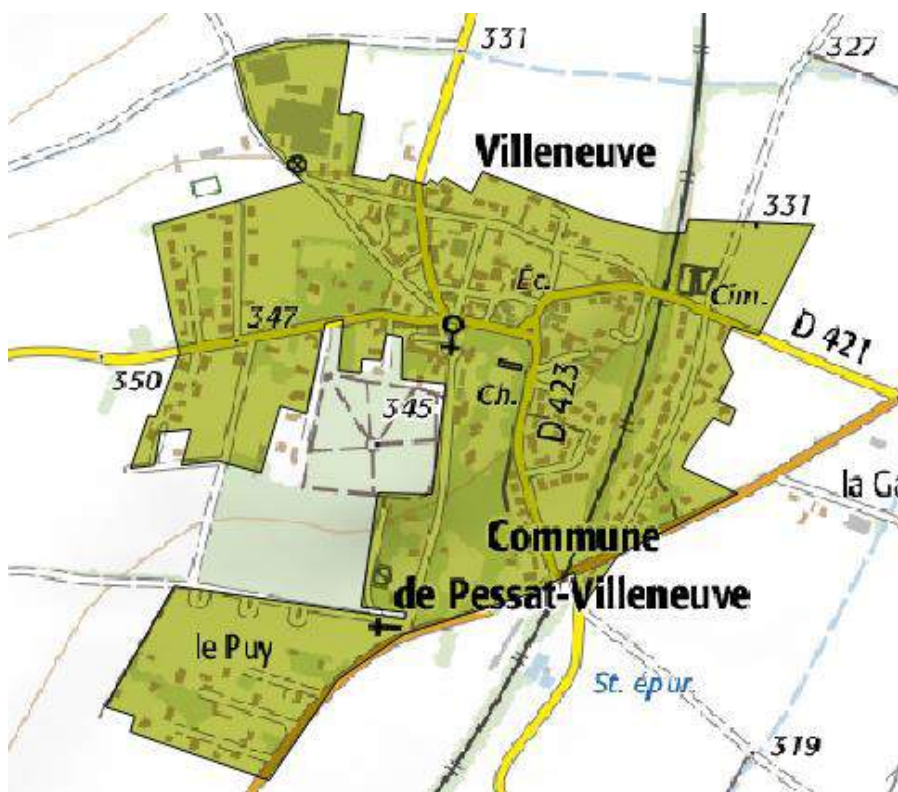 331
327
Villeneuve
331
Éc.
Cim.
347
D 421
350
Ch.
D 423
345
la Ga
Commune
de Pessat-Villeneuve
le Puy
St. épur.
319